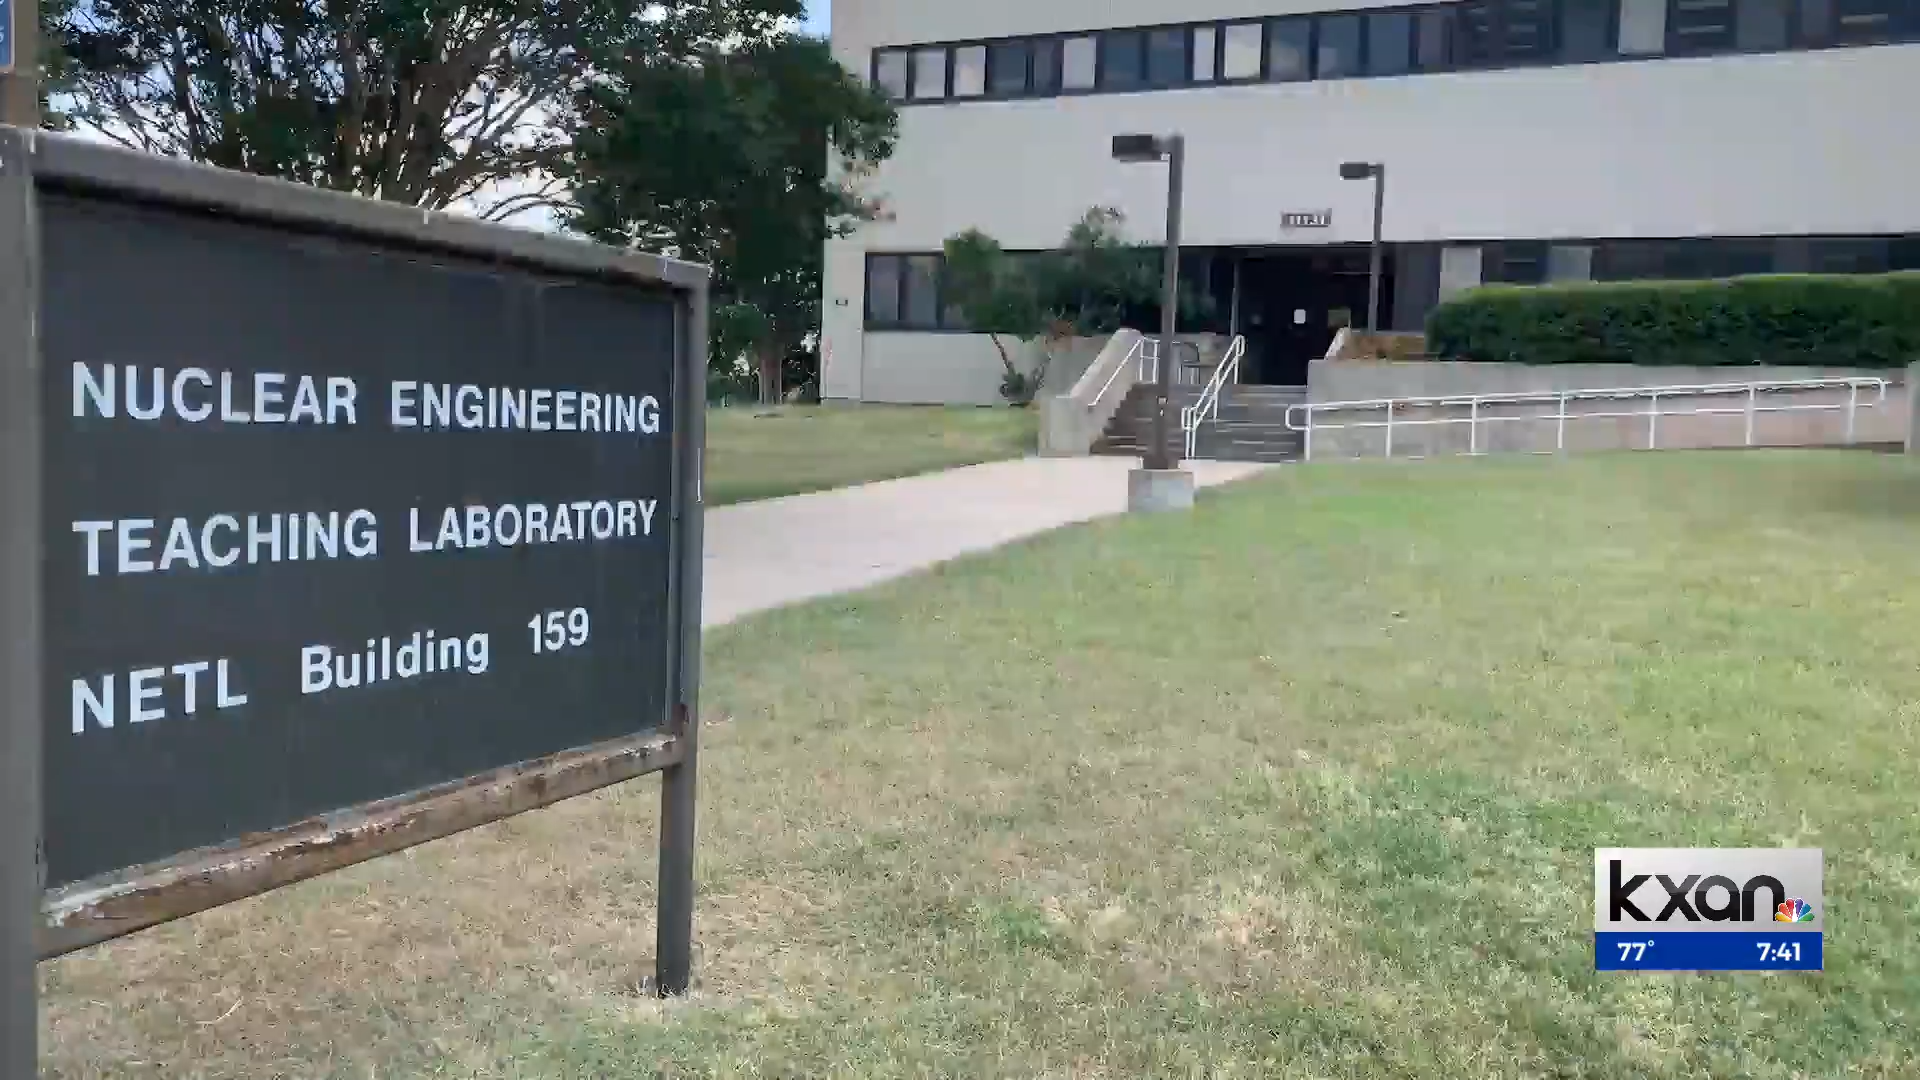 NUCLEAR ENGINEERING
TEACHING LABORATORY
NETL Building 159
kxan
77° 7:41